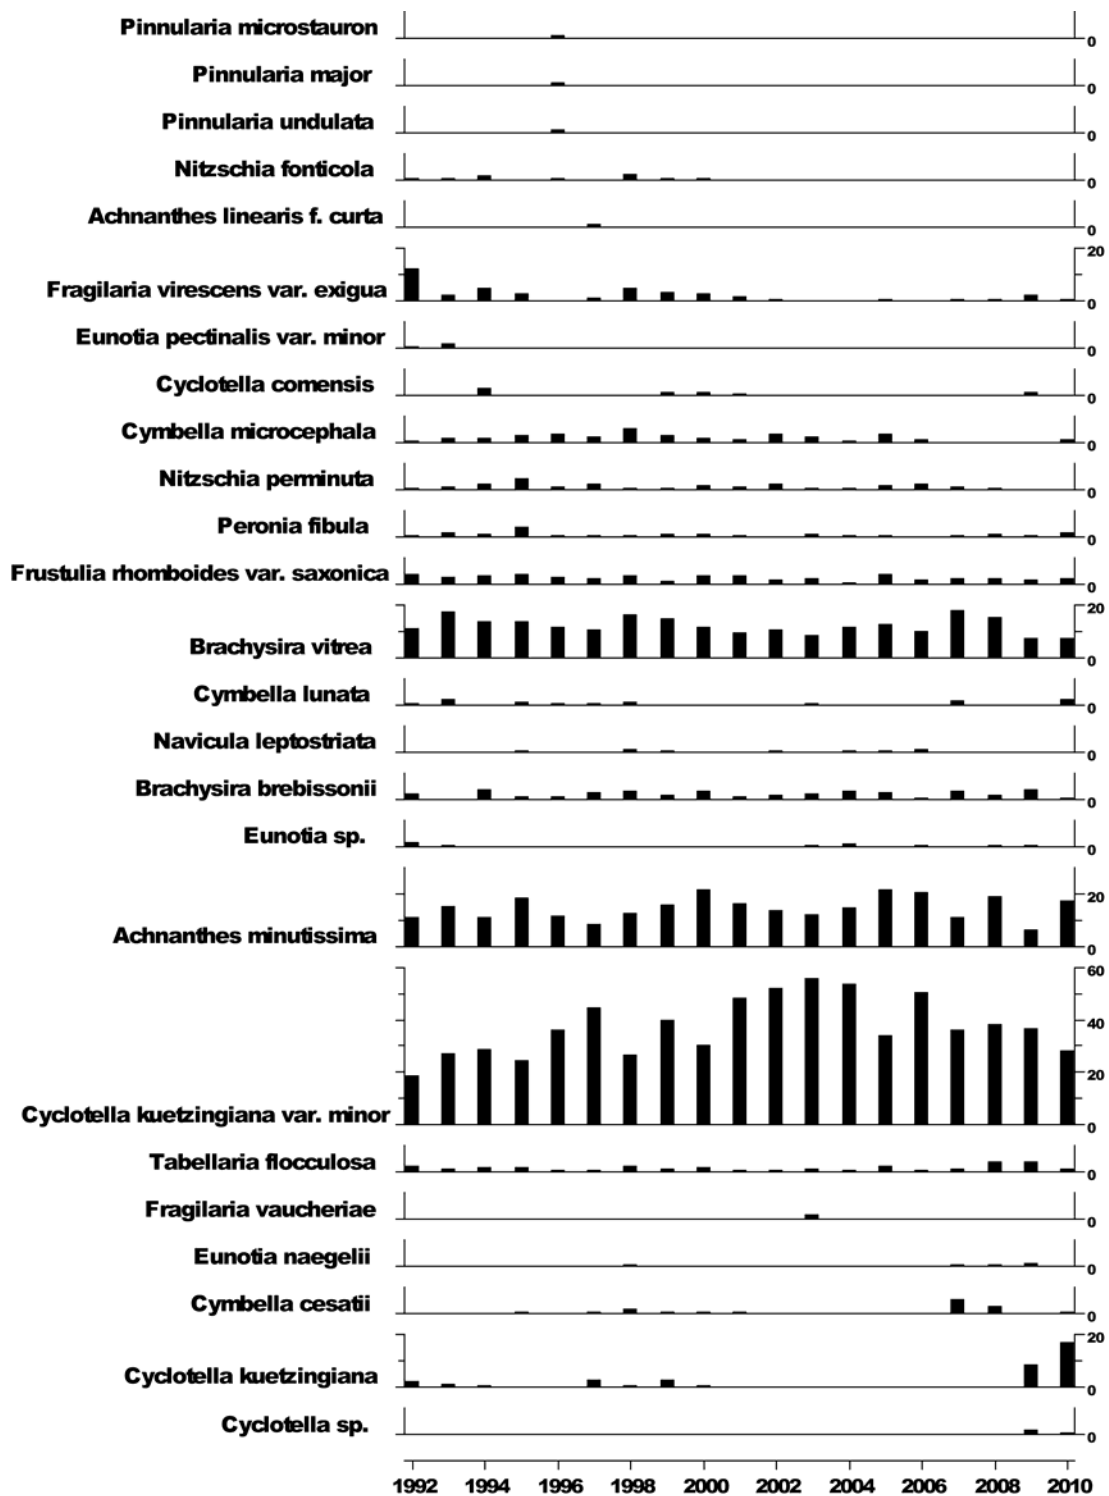 Pinnularia microstauron 0
Pinnularia major 0
Pinnularia undulata 0
Nitzschia fonticola 0
Achnanthes linearis f. curta 0
20
Fragilaria virescens var. exigua 0
Eunotia pectinalis var. minor 0
Cyclotella comensis 0
Cymbella microcephala 0
Nitzschia perminuta 0
Peronia fibula 0
Frustulia rhomboides var. saxonica 0
20
Brachysira vitrea 0
Cymbella lunata 0
Navicula leptostriata 0
Brachysira brebissonii 0
Eunotia sp. 0
20
Achnanthes minutissima 0
60
40
20
Cyclotella kuetzingiana var. minor 0
Tabellaria flocculosa 0
Fragilaria vaucheriae 0
Eunotia naegelii 0
Cymbella cesatii 0
20
Cyclotella kuetzingiana 0
Cyclotella sp. 0
1992 1994 1996 1998 2000 2002 2004 2006 2008 2010